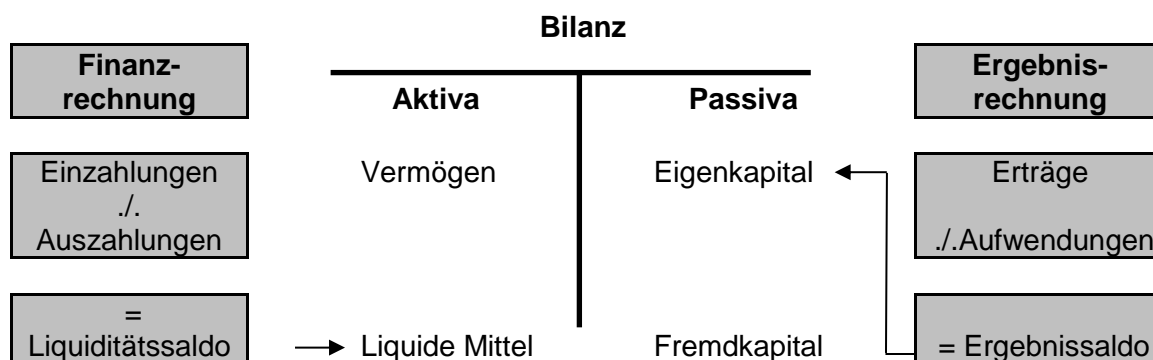 Bilanz
Finanz-
rechnung
Aktiva
Passiva
Ergebnis-
rechnung
Einzahlungen
./.
Auszahlungen
Vermögen
Eigenkapital
Erträge
./.Aufwendungen
=
Liquiditätssaldo
Liquide Mittel
Fremdkapital
= Ergebnissaldo